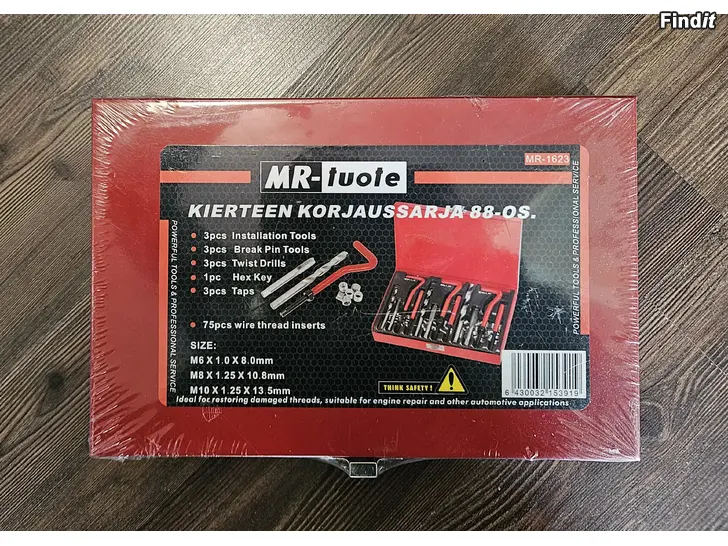 Findit
MR-1623
MR-tuote
KIERTEEN KORJAUSSARJA 88-OS.
3pcs Installation Tools
3pcs Break Pin Tools
3pcs Twist Drills
1pc Hex Key
3pcs Taps
75pcs wire thread inserts
SIZE:
M6 X 1.0 X 8.0mm
M8 X 1.25 X 10.8mm
M10 X 1.25 X 13.5mm
THINK SAFETY !
6 430032 153919
Ideal for restoring damaged threads, suitable for engine repair and other automotive applications
POWERFUL TOOLS & PROFESSIONAL SERVICE
POWERFUL TOOLS & PROFESSIONAL SERVICE